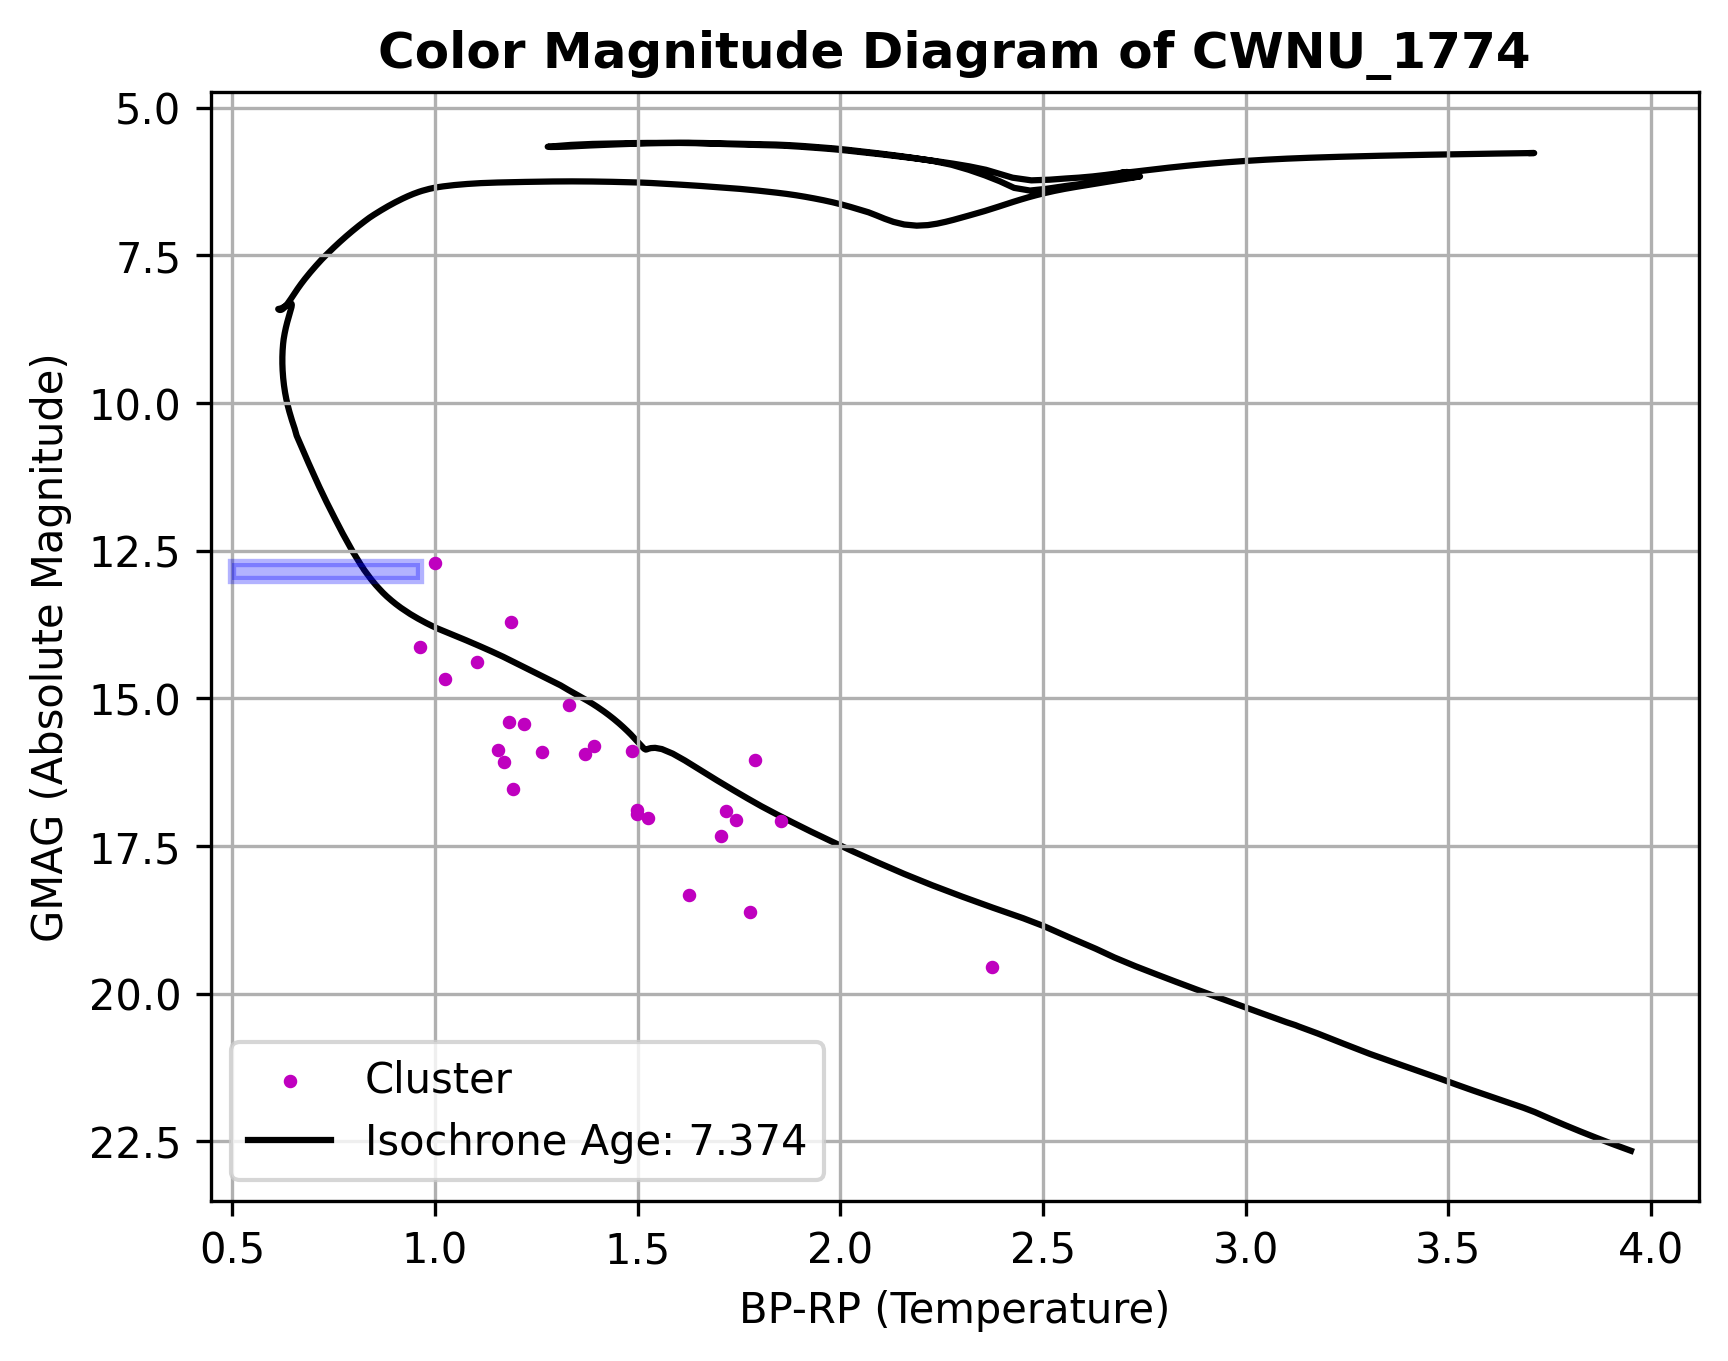 Color Magnitude Diagram of CWNU_1774
GMAG (Absolute Magnitude)
5.0
7.5
10.0
12.5
15.0
17.5
20.0
22.5
Cluster
Isochrone Age: 7.374
0.5 1.0 1.5 2.0 2.5 3.0 3.5 4.0
BP-RP (Temperature)